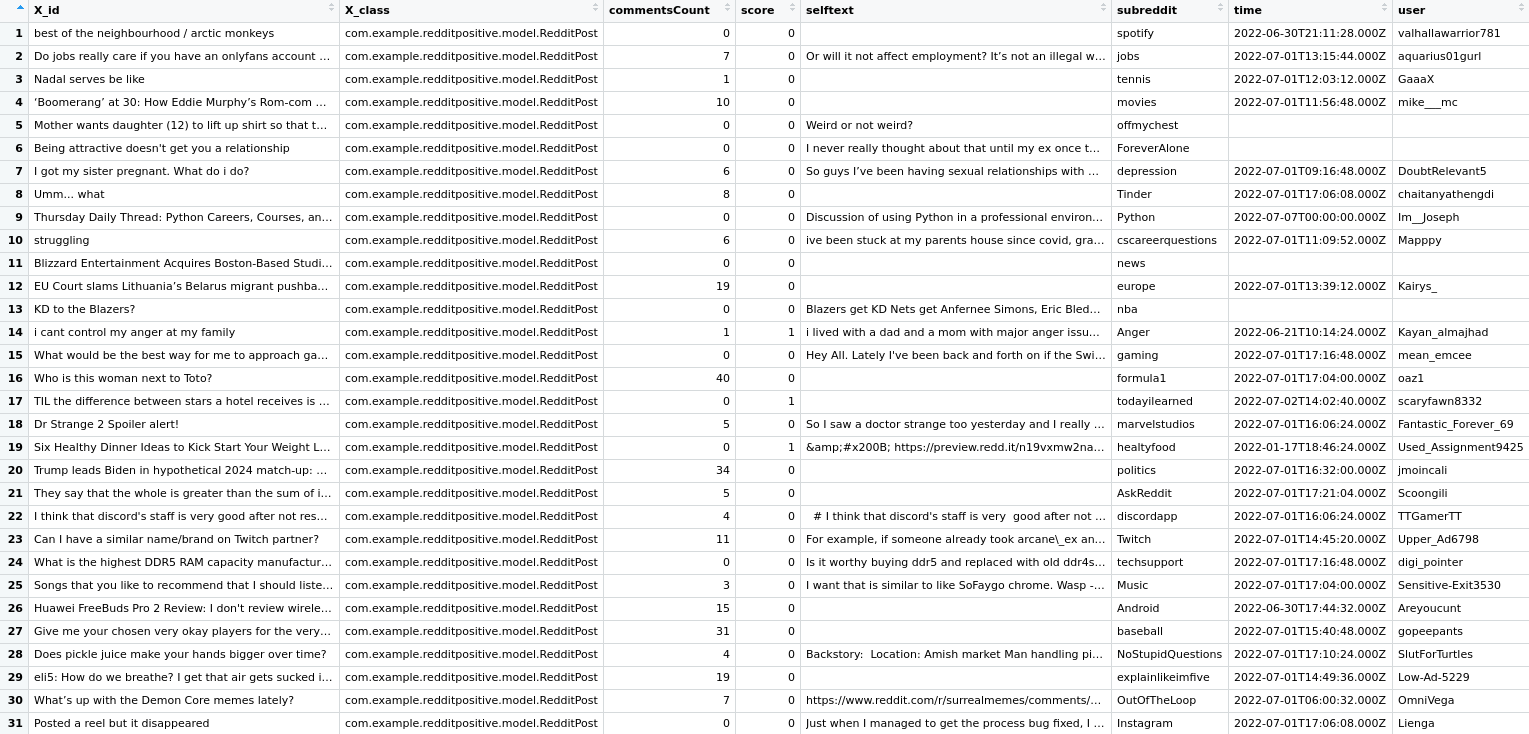 X_id X_class commentsCount score selftext subreddit time user
1 best of the neighbourhood / arctic monkeys com.example.redditpositive.model.RedditPost 0 0 spotify 2022-06-30T21:11:28.000Z valhallawarrior781
2 Do jobs really care if you have an onlyfans account ... com.example.redditpositive.model.RedditPost 7 0 Or will it not affect employment? It’s not an illegal w... jobs 2022-07-01T13:15:44.000Z aquarius01gurl
3 Nadal serves be like com.example.redditpositive.model.RedditPost 1 0 tennis 2022-07-01T12:03:12.000Z GaaaX
4 ‘Boomerang’ at 30: How Eddie Murphy’s Rom-com ... com.example.redditpositive.model.RedditPost 10 0 movies 2022-07-01T11:56:48.000Z mike___mc
5 Mother wants daughter (12) to lift up shirt so that t... com.example.redditpositive.model.RedditPost 0 0 Weird or not weird? offmychest
6 Being attractive doesn't get you a relationship com.example.redditpositive.model.RedditPost 0 0 I never really thought about that until my ex once t... ForeverAlone
7 I got my sister pregnant. What do i do? com.example.redditpositive.model.RedditPost 6 0 So guys I’ve been having sexual relationships with ... depression 2022-07-01T09:16:48.000Z DoubtRelevant5
8 Umm... what com.example.redditpositive.model.RedditPost 8 0 Tinder 2022-07-01T17:06:08.000Z chaitanyathengdi
9 Thursday Daily Thread: Python Careers, Courses, an... com.example.redditpositive.model.RedditPost 0 0 Discussion of using Python in a professional environ... Python 2022-07-07T00:00:00.000Z Im__Joseph
10 struggling com.example.redditpositive.model.RedditPost 6 0 ive been stuck at my parents house since covid, gra... cscareerquestions 2022-07-01T11:09:52.000Z Mapppy
11 Blizzard Entertainment Acquires Boston-Based Studi... com.example.redditpositive.model.RedditPost 0 0 news
12 EU Court slams Lithuania’s Belarus migrant pushba... com.example.redditpositive.model.RedditPost 19 0 europe 2022-07-01T13:39:12.000Z Kairys_
13 KD to the Blazers? com.example.redditpositive.model.RedditPost 0 0 Blazers get KD Nets get Anfernee Simons, Eric Bled... nba
14 i cant control my anger at my family com.example.redditpositive.model.RedditPost 1 1 i lived with a dad and a mom with major anger issu... Anger 2022-06-21T10:14:24.000Z Kayan_almajhad
15 What would be the best way for me to approach ga... com.example.redditpositive.model.RedditPost 0 0 Hey All. Lately I've been back and forth on if the Swi... gaming 2022-07-01T17:16:48.000Z mean_emcee
16 Who is this woman next to Toto? com.example.redditpositive.model.RedditPost 40 0 formula1 2022-07-01T17:04:00.000Z oaz1
17 TIL the difference between stars a hotel receives is ... com.example.redditpositive.model.RedditPost 0 1 todayilearned 2022-07-02T14:02:40.000Z scaryfawn8332
18 Dr Strange 2 Spoiler alert! com.example.redditpositive.model.RedditPost 5 0 So I saw a doctor strange too yesterday and I really ... marvelstudios 2022-07-01T16:06:24.000Z Fantastic_Forever_69
19 Six Healthy Dinner Ideas to Kick Start Your Weight L... com.example.redditpositive.model.RedditPost 0 1 &amp;#x200B; https://preview.redd.it/n19vxmw2na... healtyfood 2022-01-17T18:46:24.000Z Used_Assignment9425
20 Trump leads Biden in hypothetical 2024 match-up: ... com.example.redditpositive.model.RedditPost 34 0 politics 2022-07-01T16:32:00.000Z jmoincali
21 They say that the whole is greater than the sum of i... com.example.redditpositive.model.RedditPost 5 0 AskReddit 2022-07-01T17:21:04.000Z Scoongili
22 I think that discord's staff is very good after not res... com.example.redditpositive.model.RedditPost 4 0 # I think that discord's staff is very good after not ... discordapp 2022-07-01T16:06:24.000Z TTGamerTT
23 Can I have a similar name/brand on Twitch partner? com.example.redditpositive.model.RedditPost 11 0 For example, if someone already took arcane\_ex an... Twitch 2022-07-01T14:45:20.000Z Upper_Ad6798
24 What is the highest DDR5 RAM capacity manufactur... com.example.redditpositive.model.RedditPost 0 0 Is it worthy buying ddr5 and replaced with old ddr4s... techsupport 2022-07-01T17:16:48.000Z digi_pointer
25 Songs that you like to recommend that I should liste... com.example.redditpositive.model.RedditPost 3 0 I want that is similar to like SoFaygo chrome. Wasp -... Music 2022-07-01T17:04:00.000Z Sensitive-Exit3530
26 Huawei FreeBuds Pro 2 Review: I don't review wirele... com.example.redditpositive.model.RedditPost 15 0 Android 2022-06-30T17:44:32.000Z Areyoucunt
27 Give me your chosen very okay players for the very... com.example.redditpositive.model.RedditPost 31 0 baseball 2022-07-01T15:40:48.000Z gopeepants
28 Does pickle juice make your hands bigger over time? com.example.redditpositive.model.RedditPost 4 0 Backstory: Location: Amish market Man handling pi... NoStupidQuestions 2022-07-01T17:10:24.000Z SlutForTurtles
29 eli5: How do we breathe? I get that air gets sucked i... com.example.redditpositive.model.RedditPost 19 0 explainlikeimfive 2022-07-01T14:49:36.000Z Low-Ad-5229
30 What’s up with the Demon Core memes lately? com.example.redditpositive.model.RedditPost 7 0 https://www.reddit.com/r/surrealmemes/comments/... OutOfTheLoop 2022-07-01T06:00:32.000Z OmniVega
31 Posted a reel but it disappeared com.example.redditpositive.model.RedditPost 0 0 Just when I managed to get the process bug fixed, I ... Instagram 2022-07-01T17:06:08.000Z Lienga